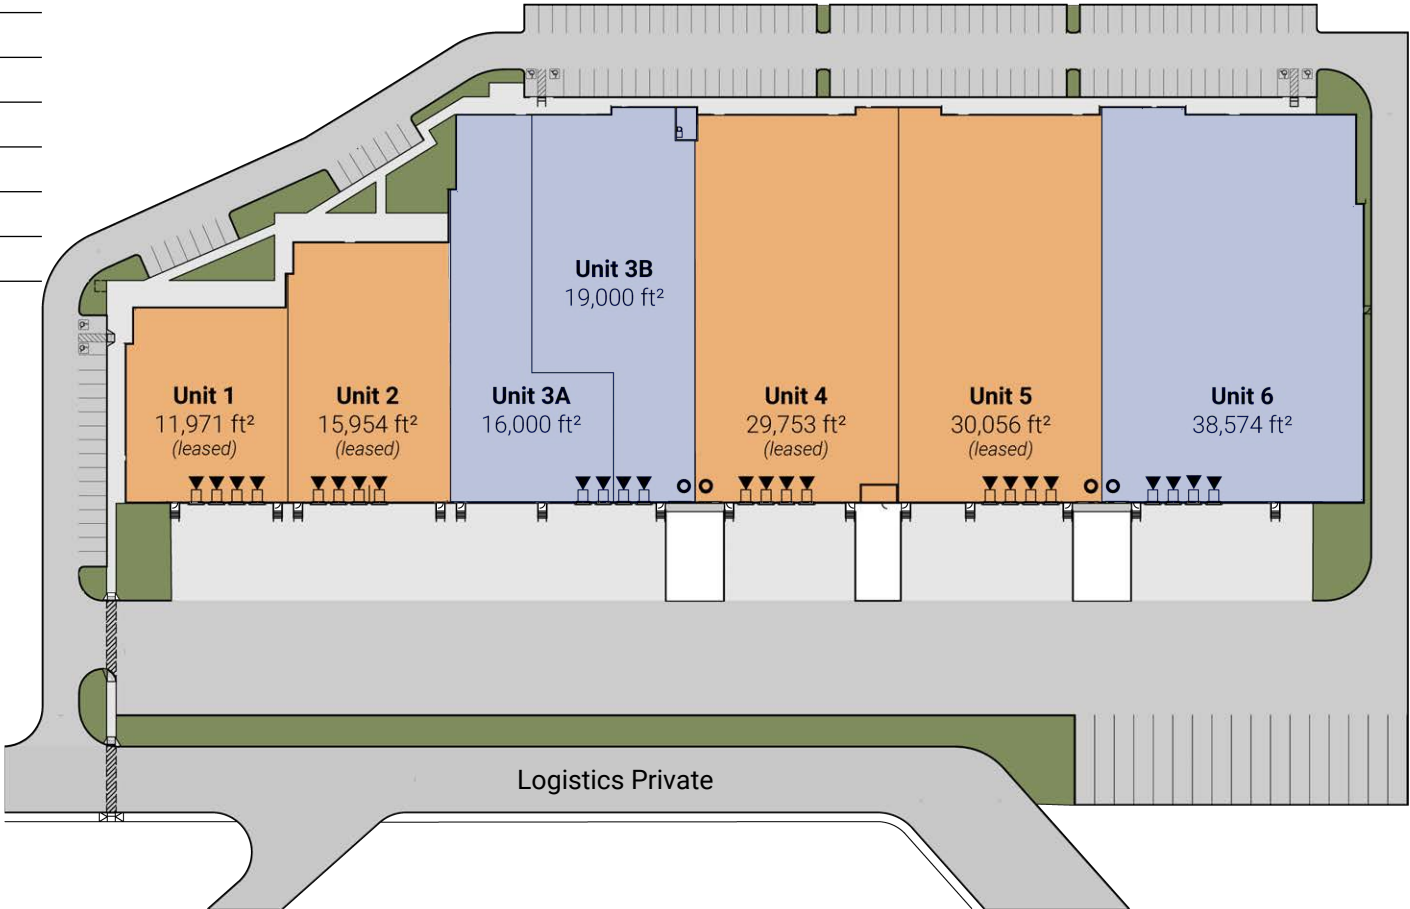 Unit 3B
19,000 ft²
Unit 1
11,971 ft²
(leased)
Unit 2
15,954 ft²
(leased)
Unit 3A
16,000 ft²
Unit 4
29,753 ft²
(leased)
Unit 5
30,056 ft²
(leased)
Unit 6
38,574 ft²
Logistics Private